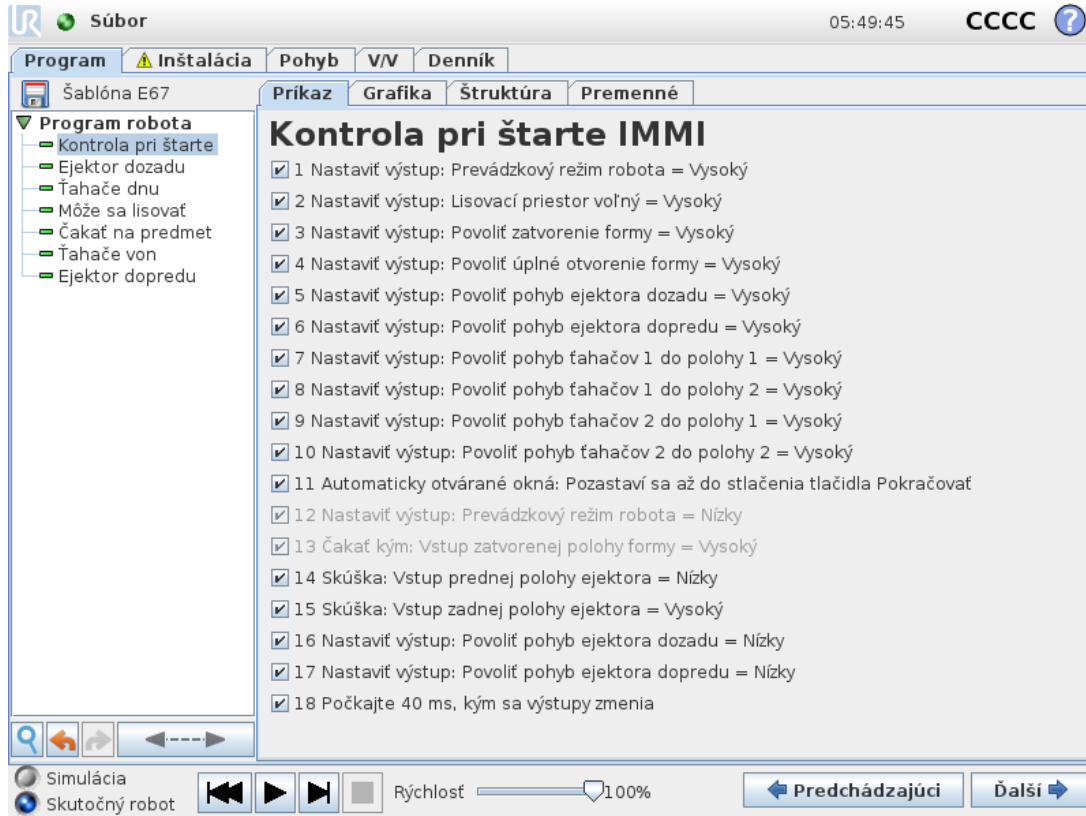 UR Súbor 05:49:45 CCCC ?
Program Inštalácia Pohyb V/V Denník
Šablóna E67 Príkaz Grafika Štruktúra Premenné
Program robota
Kontrola pri štarte
Ejektor dozadu
Ťahače dnu
Môže sa lisovať
Čakať na predmet
Ťahače von
Ejektor dopredu
Kontrola pri štarte IMMI
1 Nastaviť výstup: Prevádzkový režim robota = Vysoký
2 Nastaviť výstup: Lisovací priestor voľný = Vysoký
3 Nastaviť výstup: Povoliť zatvorenie formy = Vysoký
4 Nastaviť výstup: Povoliť úplné otvorenie formy = Vysoký
5 Nastaviť výstup: Povoliť pohyb ejektora dozadu = Vysoký
6 Nastaviť výstup: Povoliť pohyb ejektora dopredu = Vysoký
7 Nastaviť výstup: Povoliť pohyb ťahačov 1 do polohy 1 = Vysoký
8 Nastaviť výstup: Povoliť pohyb ťahačov 1 do polohy 2 = Vysoký
9 Nastaviť výstup: Povoliť pohyb ťahačov 2 do polohy 1 = Vysoký
10 Nastaviť výstup: Povoliť pohyb ťahačov 2 do polohy 2 = Vysoký
11 Automaticky otvárané okná: Pozastaví sa až do stlačenia tlačidla Pokračovať
12 Nastaviť výstup: Prevádzkový režim robota = Nízky
13 Čakať kým: Vstup zatvorenej polohy formy = Vysoký
14 Skúška: Vstup prednej polohy ejektora = Nízky
15 Skúška: Vstup zadnej polohy ejektora = Vysoký
16 Nastaviť výstup: Povoliť pohyb ejektora dozadu = Nízky
17 Nastaviť výstup: Povoliť pohyb ejektora dopredu = Nízky
18 Počkajte 40 ms, kým sa výstupy zmenia
Simulácia
Skutočný robot
Rýchlosť 100% Predchádzajúci Ďalší